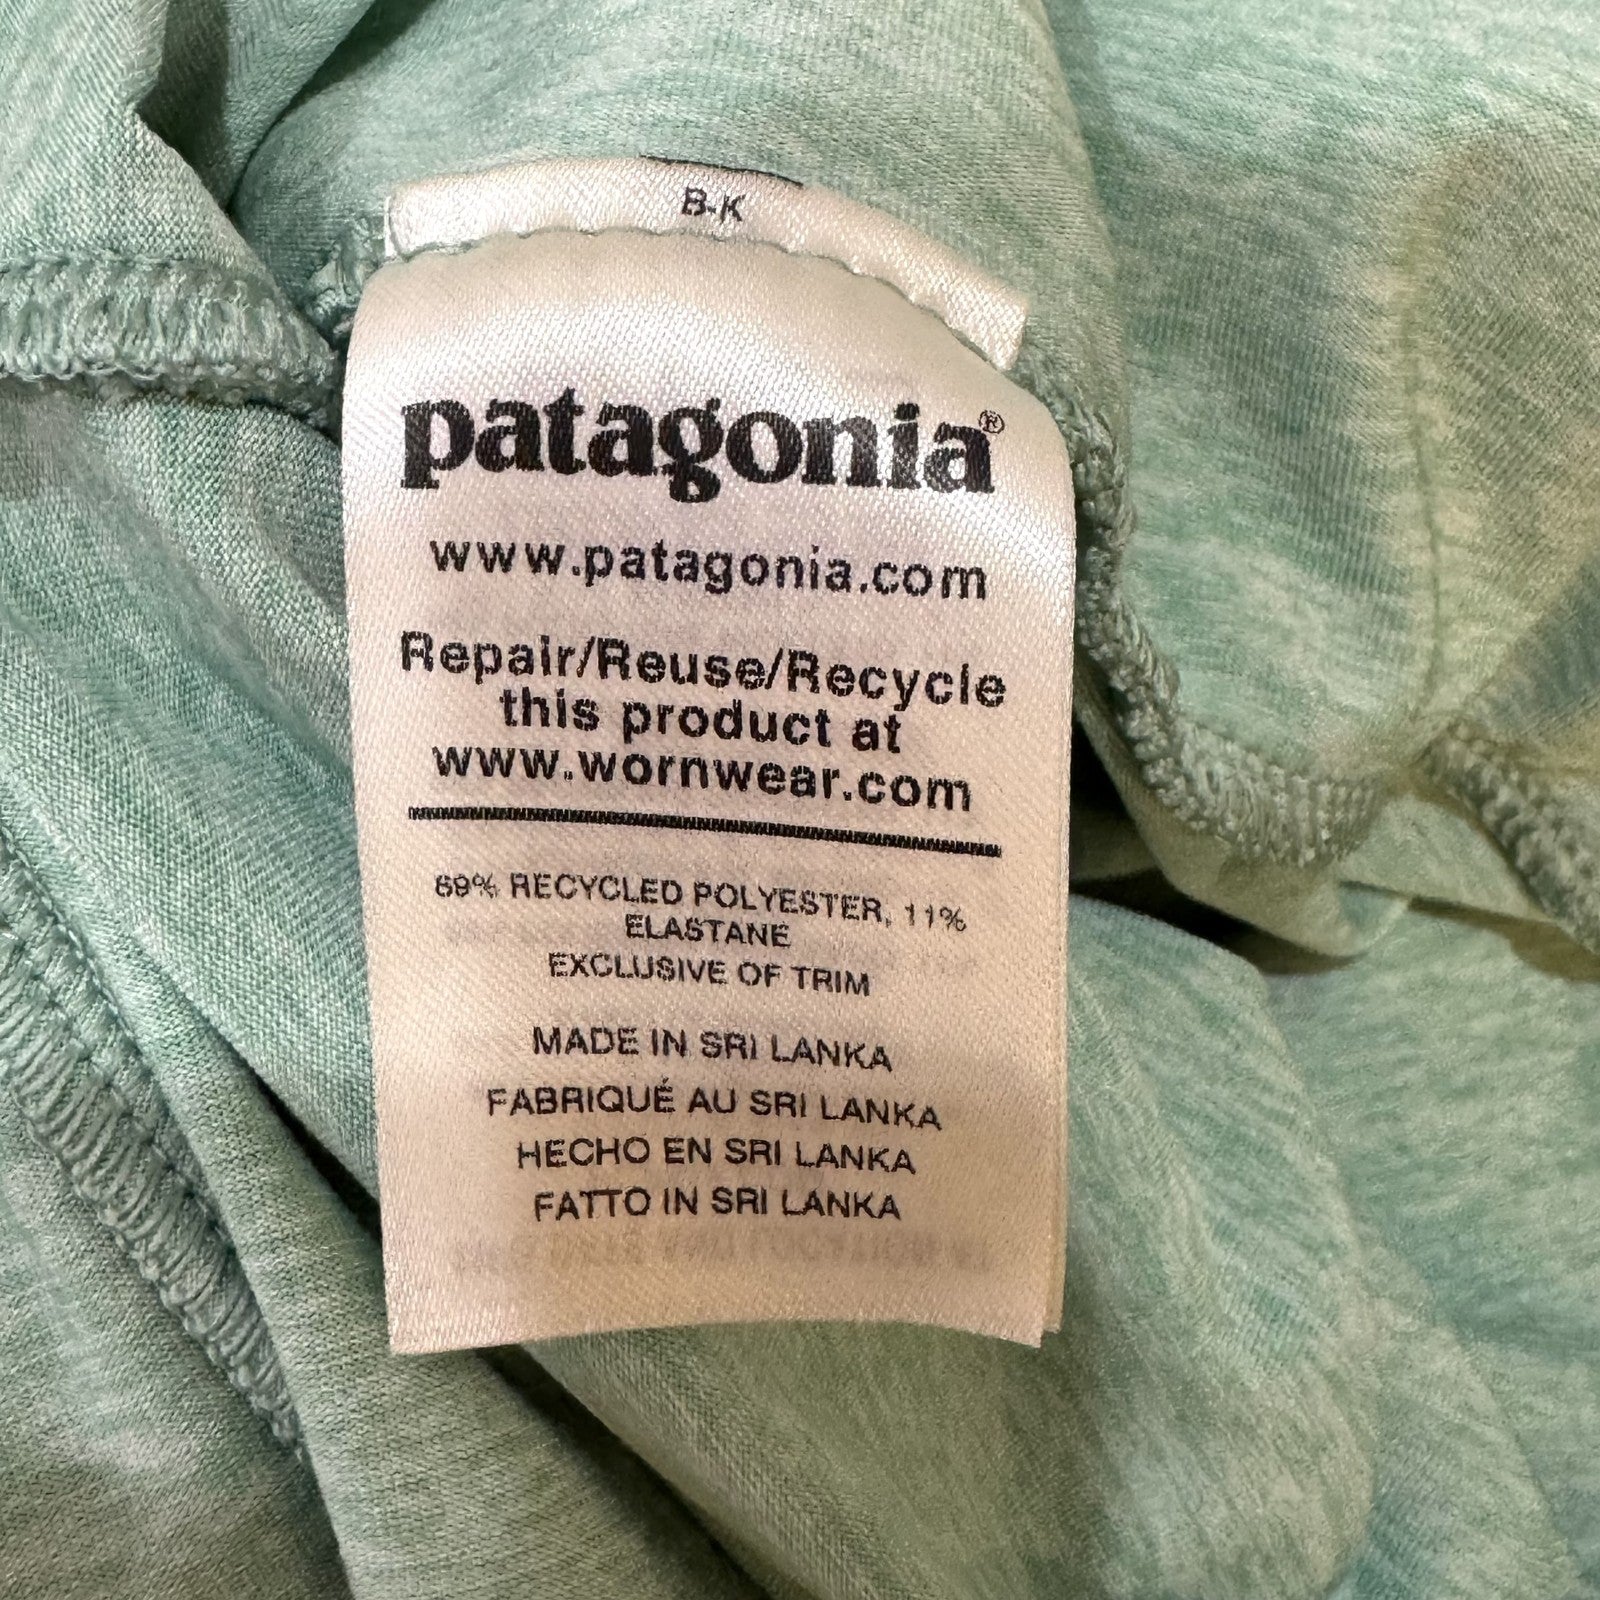 B-K
patagonia®
www.patagonia.com
Repair/Reuse/Recycle
this product at
www.wornwear.com
89% RECYCLED POLYESTER, 11%
ELASTANE
EXCLUSIVE OF TRIM
MADE IN SRI LANKA
FABRIQUÉ AU SRI LANKA
HECHO EN SRI LANKA
FATTO IN SRI LANKA